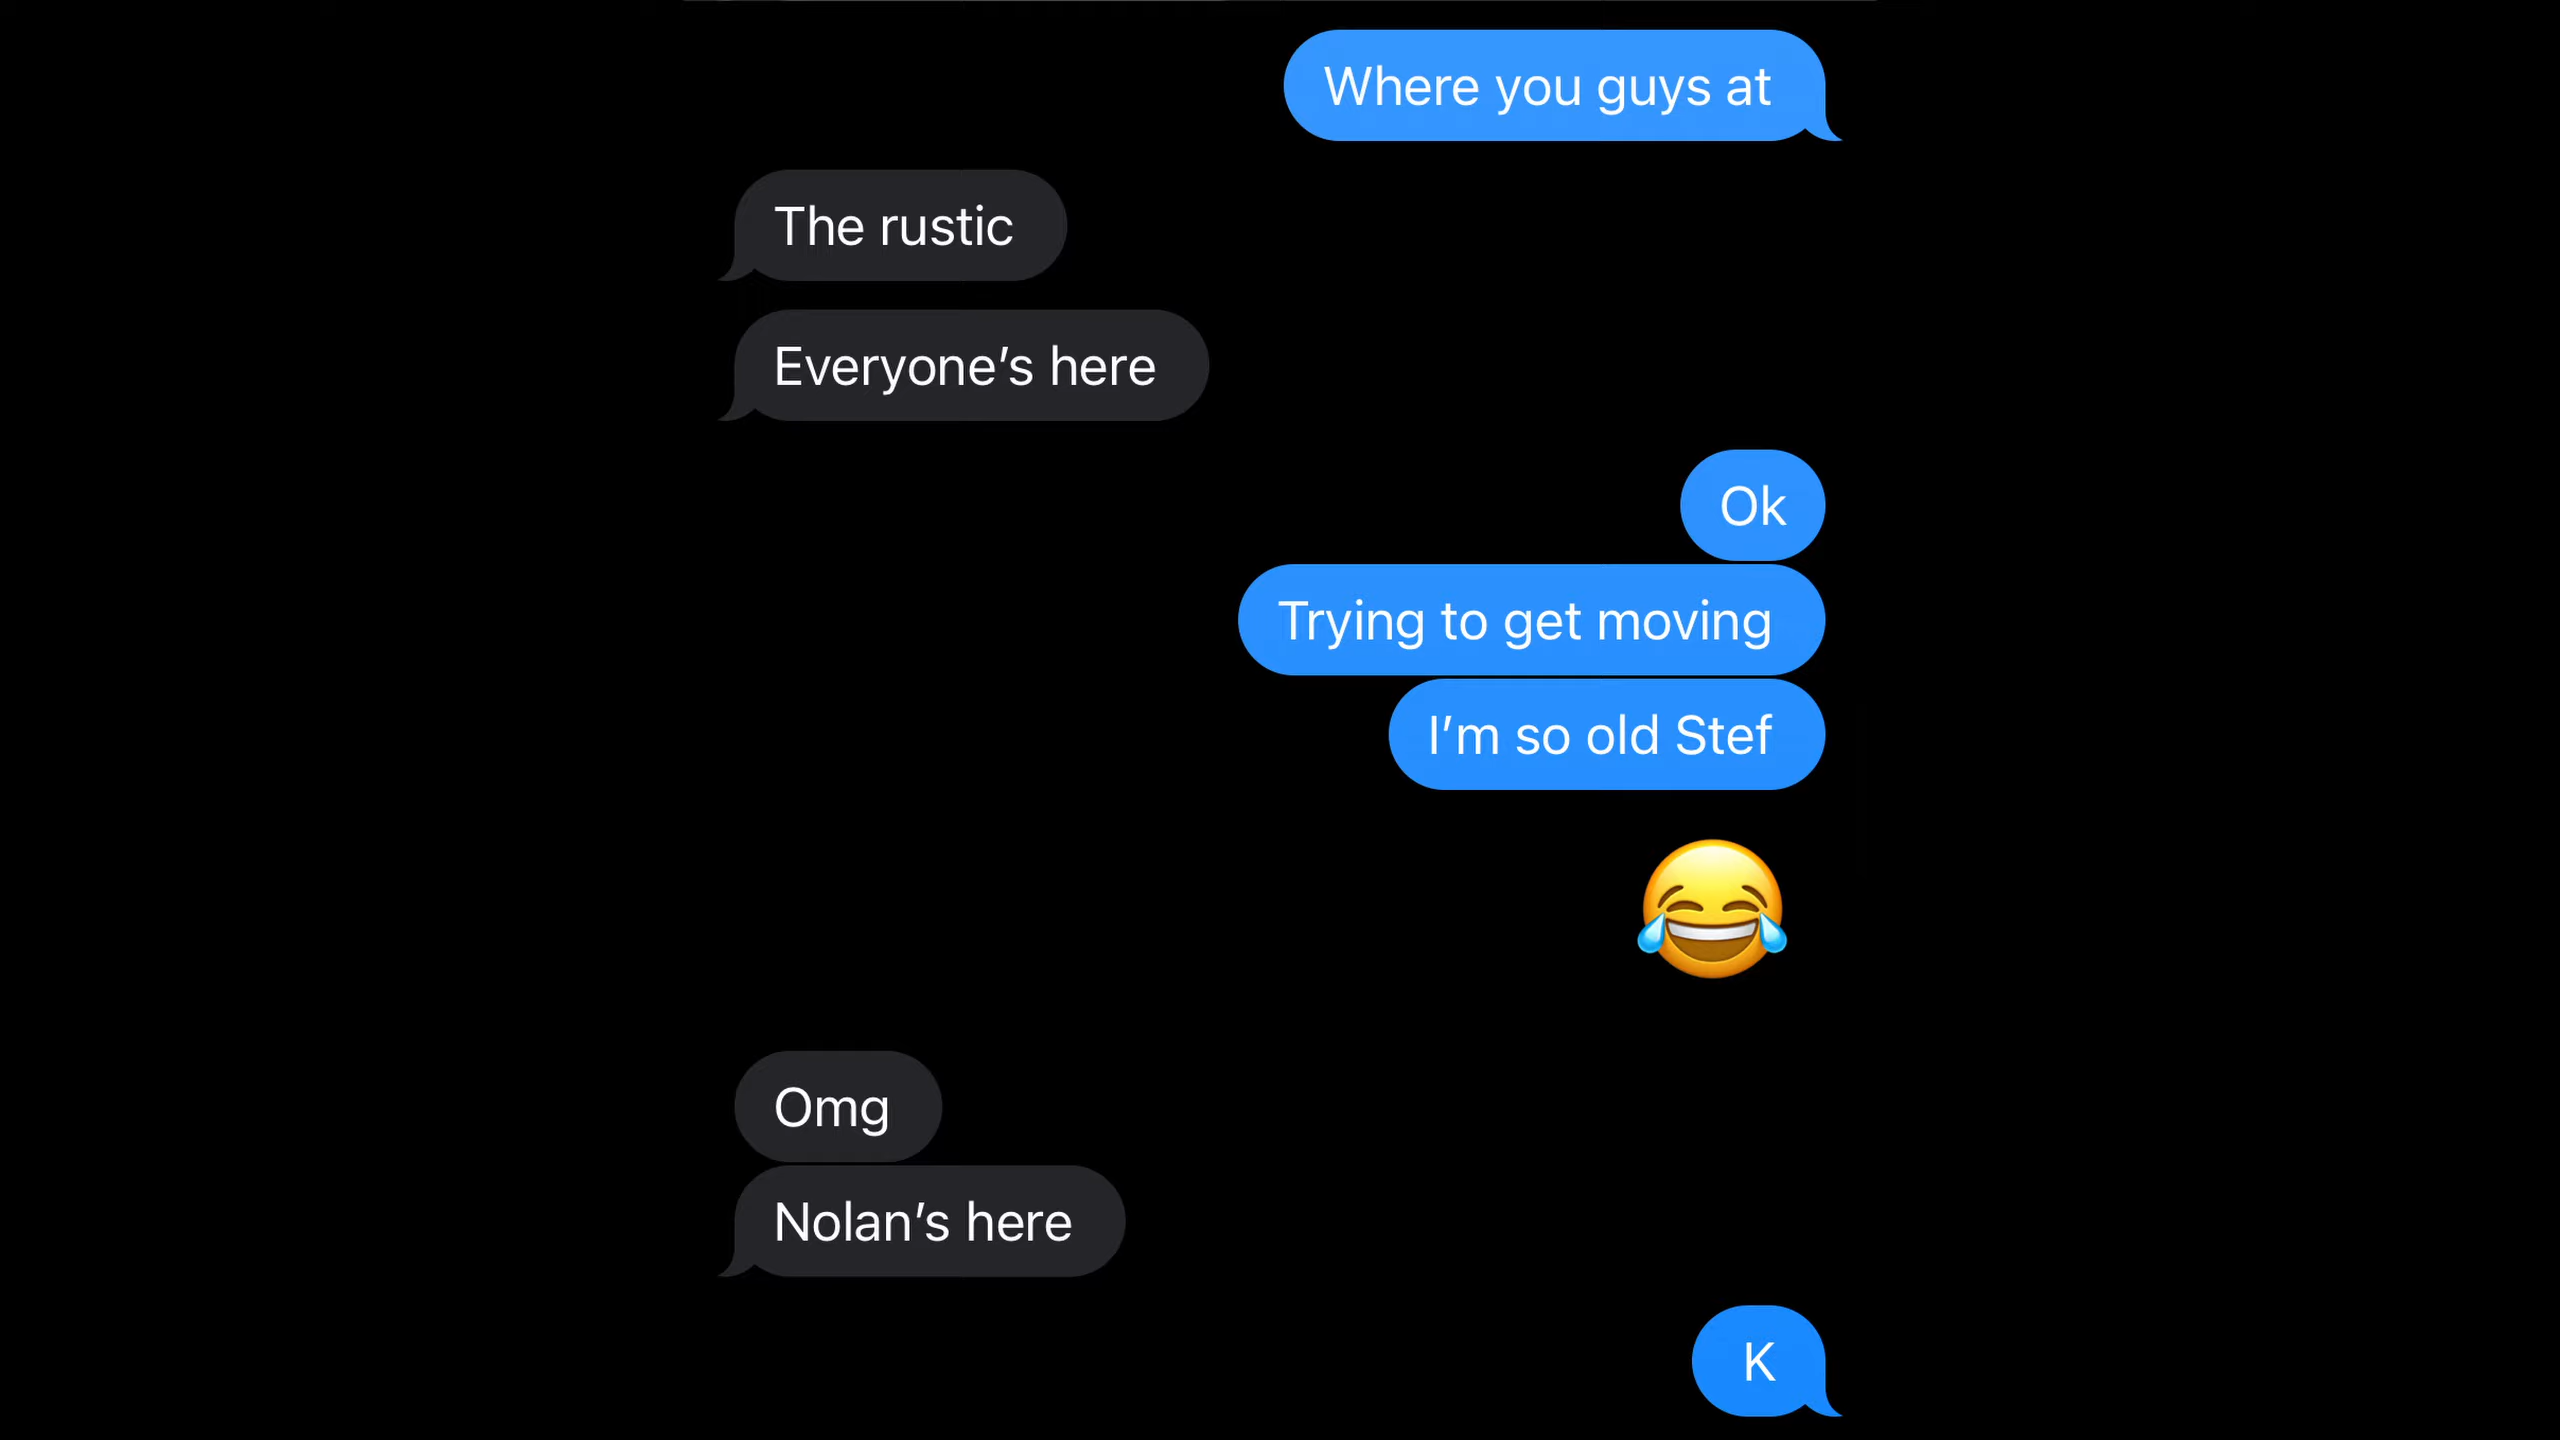 Where you guys at
The rustic
Everyone’s here
Ok
Trying to get moving
I’m so old Stef
😂
Omg
Nolan’s here
K